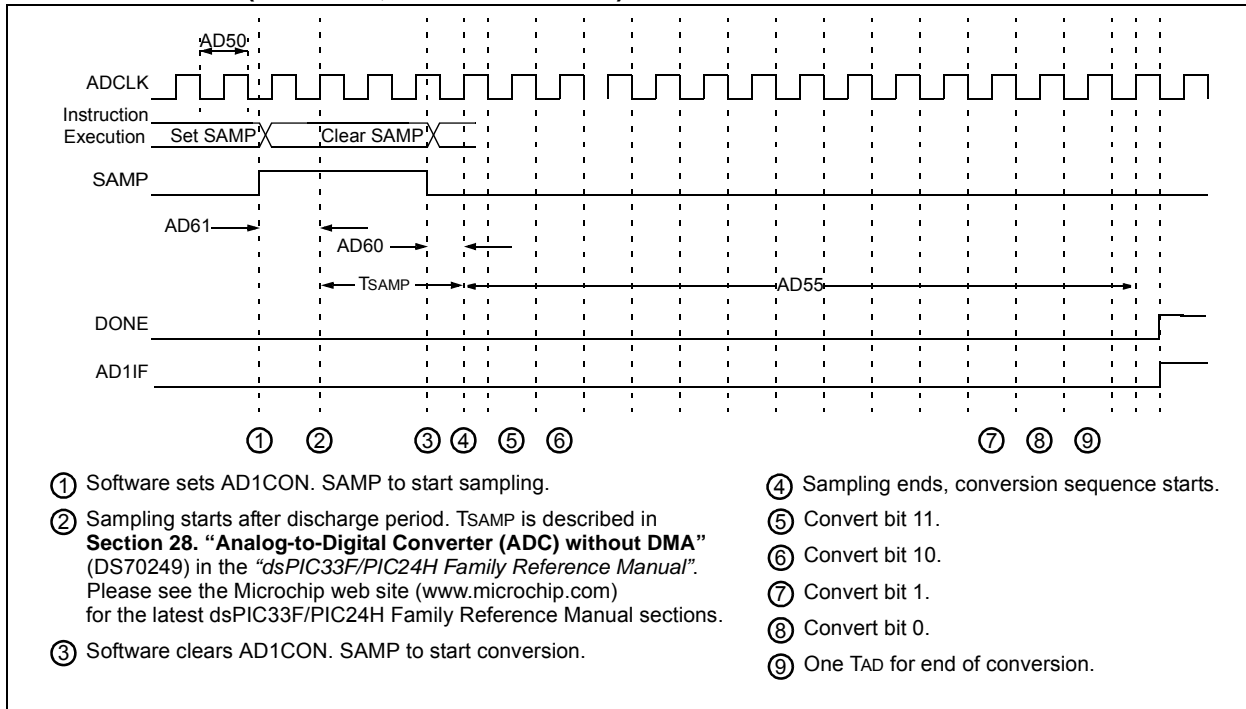 AD50
ADCLK
Instruction
Execution
Set SAMP
Clear SAMP
SAMP
AD61
AD60
TSAMP
AD55
DONE
AD1IF
1 2 3 4 5 6 7 8 9
1 Software sets AD1CON. SAMP to start sampling.
2 Sampling starts after discharge period. TSAMP is described in
Section 28. “Analog-to-Digital Converter (ADC) without DMA”
(DS70249) in the “dsPIC33F/PIC24H Family Reference Manual”.
Please see the Microchip web site (www.microchip.com)
for the latest dsPIC33F/PIC24H Family Reference Manual sections.
3 Software clears AD1CON. SAMP to start conversion.
4 Sampling ends, conversion sequence starts.
5 Convert bit 11.
6 Convert bit 10.
7 Convert bit 1.
8 Convert bit 0.
9 One TAD for end of conversion.